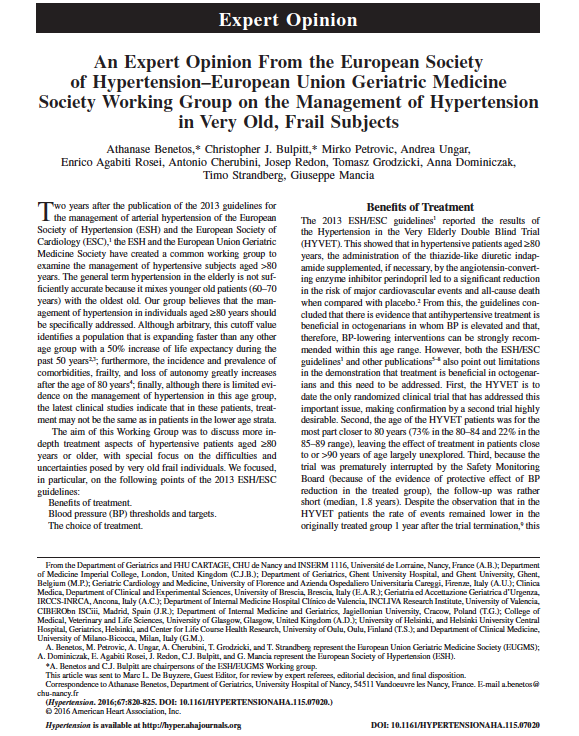 Expert Opinion
An Expert Opinion From the European Society
of Hypertension–European Union Geriatric Medicine
Society Working Group on the Management of Hypertension
in Very Old, Frail Subjects
Athanase Benetos,* Christopher J. Bulpitt,* Mirko Petrovic, Andrea Ungar,
Enrico Agabiti Rosei, Antonio Cherubini, Josep Redon, Tomasz Grodzicki, Anna Dominiczak,
Timo Strandberg, Giuseppe Mancia
Two years after the publication of the 2013 guidelines for
the management of arterial hypertension of the European
Society of Hypertension (ESH) and the European Society of
Cardiology (ESC),1 the ESH and the European Union Geriatric
Medicine Society have created a common working group to
examine the management of hypertensive subjects aged >80
years. The general term hypertension in the elderly is not suf-
ficiently accurate because it mixes younger old patients (60–70
years) with the oldest old. Our group believes that the man-
agement of hypertension in individuals aged ≥80 years should
be specifically addressed. Although arbitrary, this cutoff value
identifies a population that is expanding faster than any other
age group with a 50% increase of life expectancy during the
past 50 years2,3; furthermore, the incidence and prevalence of
comorbidities, frailty, and loss of autonomy greatly increases
after the age of 80 years4; finally, although there is limited evi-
dence on the management of hypertension in this age group,
the latest clinical studies indicate that in these patients, treat-
ment may not be the same as in patients in the lower age strata.
The aim of this Working Group was to discuss more in-
depth treatment aspects of hypertensive patients aged ≥80
years or older, with special focus on the difficulties and
uncertainties posed by very old frail individuals. We focused,
in particular, on the following points of the 2013 ESH/ESC
guidelines:
Benefits of treatment.
Blood pressure (BP) thresholds and targets.
The choice of treatment.
Benefits of Treatment
The 2013 ESH/ESC guidelines1 reported the results of
the Hypertension in the Very Elderly Double Blind Trial
(HYVET). This showed that in hypertensive patients aged ≥80
years, the administration of the thiazide-like diuretic indap-
amide supplemented, if necessary, by the angiotensin-convert-
ing enzyme inhibitor perindopril led to a significant reduction
in the risk of major cardiovascular events and all-cause death
when compared with placebo.2 From this, the guidelines con-
cluded that there is evidence that antihypertensive treatment is
beneficial in octogenarians in whom BP is elevated and that,
therefore, BP-lowering interventions can be strongly recom-
mended within this age range. However, both the ESH/ESC
guidelines1 and other publications5–8 also point out limitations
in the demonstration that treatment is beneficial in octogenar-
ians and this need to be addressed. First, the HYVET is to
date the only randomized clinical trial that has addressed this
important issue, making confirmation by a second trial highly
desirable. Second, the age of the HYVET patients was for the
most part closer to 80 years (73% in the 80–84 and 22% in the
85–89 range), leaving the effect of treatment in patients close
to or >90 years of age largely unexplored. Third, because the
trial was prematurely interrupted by the Safety Monitoring
Board (because of the evidence of protective effect of BP
reduction in the treated group), the follow-up was rather
short (median, 1.8 years). Despite the observation that in the
HYVET patients the rate of events remained lower in the
originally treated group 1 year after the trial termination,9 this
From the Department of Geriatrics and FHU CARTAGE, CHU de Nancy and INSERM 1116, Université de Lorraine, Nancy, France (A.B.); Department
of Medicine Imperial College, London, United Kingdom (C.J.B.); Department of Geriatrics, Ghent University Hospital, and Ghent University, Ghent,
Belgium (M.P.); Geriatric Cardiology and Medicine, University of Florence and Azienda Ospedaliero Universitaria Careggi, Firenze, Italy (A.U.); Clinica
Medica, Department of Clinical and Experimental Sciences, University of Brescia, Brescia, Italy (E.A.R.); Geriatria ed Accettazione Geriatrica d'Urgenza,
IRCCS-INRCA, Ancona, Italy (A.C.); Department of Internal Medicine Hospital Clínico de Valencia, INCLIVA Research Institute, University of Valencia,
CIBERObn ISCiii, Madrid, Spain (J.R.); Department of Internal Medicine and Geriatrics, Jagiellonian University, Cracow, Poland (T.G.); College of
Medical, Veterinary and Life Sciences, University of Glasgow, Glasgow, United Kingdom (A.D.); University of Helsinki, and Helsinki University Central
Hospital, Geriatrics, Helsinki, and Center for Life Course Health Research, University of Oulu, Oulu, Finland (T.S.); and Department of Clinical Medicine,
University of Milano-Bicocca, Milan, Italy (G.M.).
A. Benetos, M. Petrovic, A. Ungar, A. Cherubini, T. Grodzicki, and T. Strandberg represent the European Union Geriatric Medicine Society (EUGMS);
A. Dominiczak, E. Agabiti Rosei, J. Redon, C.J. Bulpitt, and G. Mancia represent the European Society of Hypertension (ESH).
*A. Benetos and C.J. Bulpitt are chairpersons of the ESH/EUGMS Working group.
This article was sent to Marc L. De Buyzere, Guest Editor, for review by expert referees, editorial decision, and final disposition.
Correspondence to Athanase Benetos, Department of Geriatrics, University Hospital of Nancy, 54511 Vandoeuvre les Nancy, France. E-mail a.benetos@
chu-nancy.fr
(Hypertension. 2016;67:820-825. DOI: 10.1161/HYPERTENSIONAHA.115.07020.)
© 2016 American Heart Association, Inc.
Hypertension is available at http://hyper.ahajournals.org
DOI: 10.1161/HYPERTENSIONAHA.115.07020